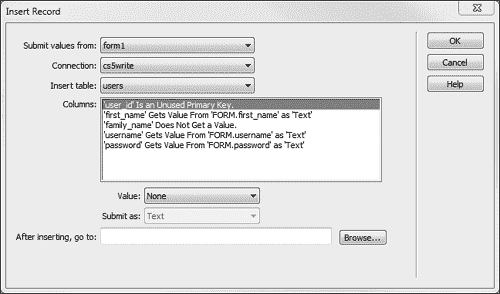 Insert Record
Submit values from: form1
OK
Connection: cs5write
Cancel
Insert table: users
Help
Columns:
'user_id' Is an Unused Primary Key.
'first_name' Gets Value From 'FORM.first_name' as 'Text'
'family_name' Does Not Get a Value.
'username' Gets Value From 'FORM.username' as 'Text'
'password' Gets Value From 'FORM.password' as 'Text'
Value: None
Submit as: Text
After inserting, go to:
Browse...